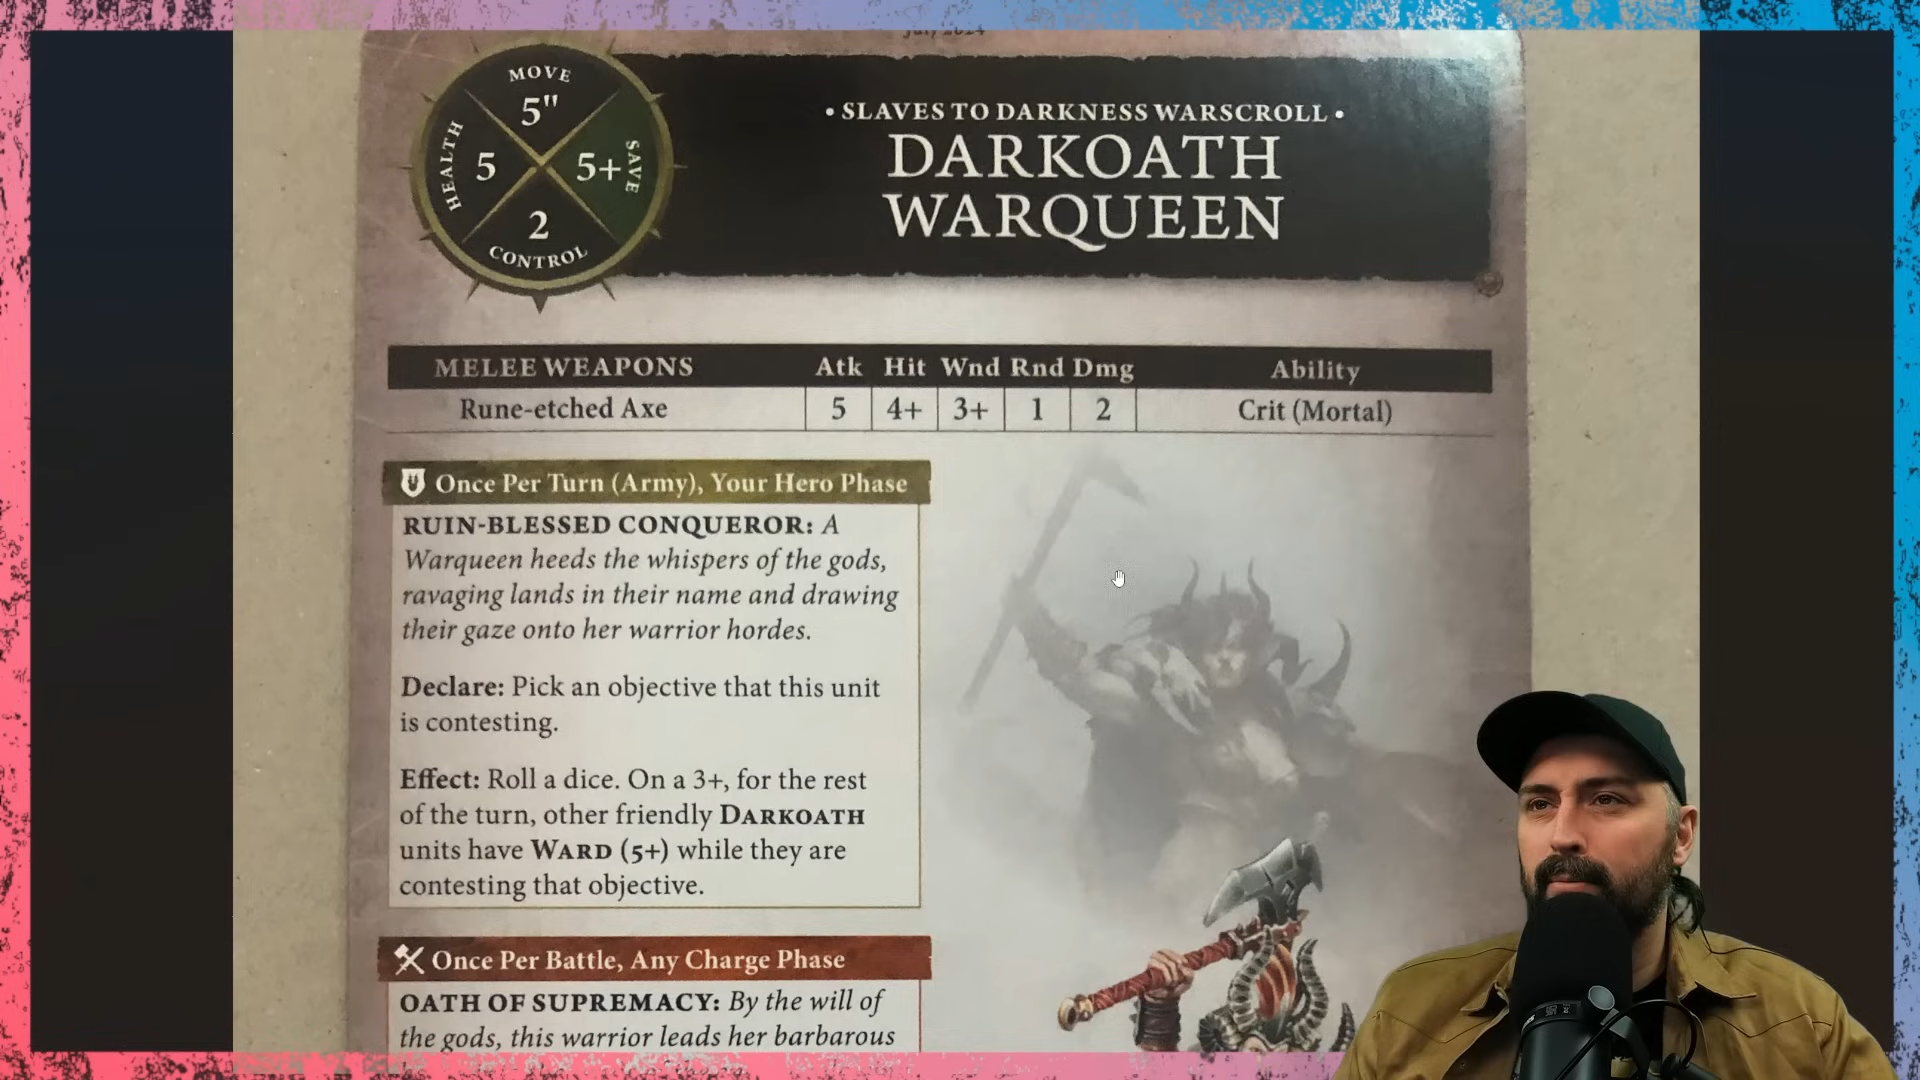 July 2024
MOVE
5"
HEALTH
5
5+
SAVE
2
CONTROL
• SLAVES TO DARKNESS WARSCROLL •
DARKOATH
WARQUEEN
MELEE WEAPONS Atk Hit Wnd Rnd Dmg Ability
Rune-etched Axe 5 4+ 3+ 1 2 Crit (Mortal)
Once Per Turn (Army), Your Hero Phase
RUIN-BLESSED CONQUEROR: A
Warqueen heeds the whispers of the gods,
ravaging lands in their name and drawing
their gaze onto her warrior hordes.
Declare: Pick an objective that this unit
is contesting.
Effect: Roll a dice. On a 3+, for the rest
of the turn, other friendly DARKOATH
units have WARD (5+) while they are
contesting that objective.
Once Per Battle, Any Charge Phase
OATH OF SUPREMACY: By the will of
the gods, this warrior leads her barbarous